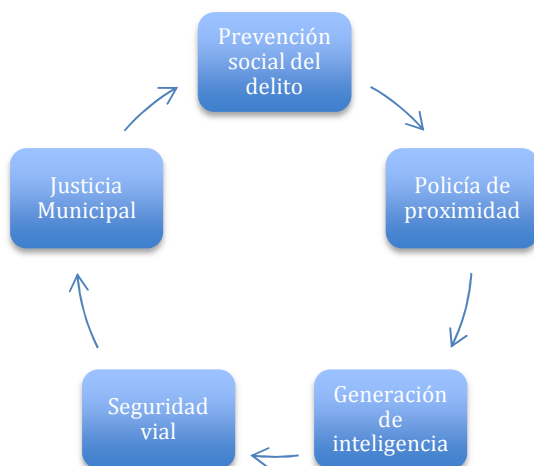 Prevención
social del
delito
Policía de
proximidad
Generación
de
inteligencia
Seguridad
vial
Justicia
Municipal